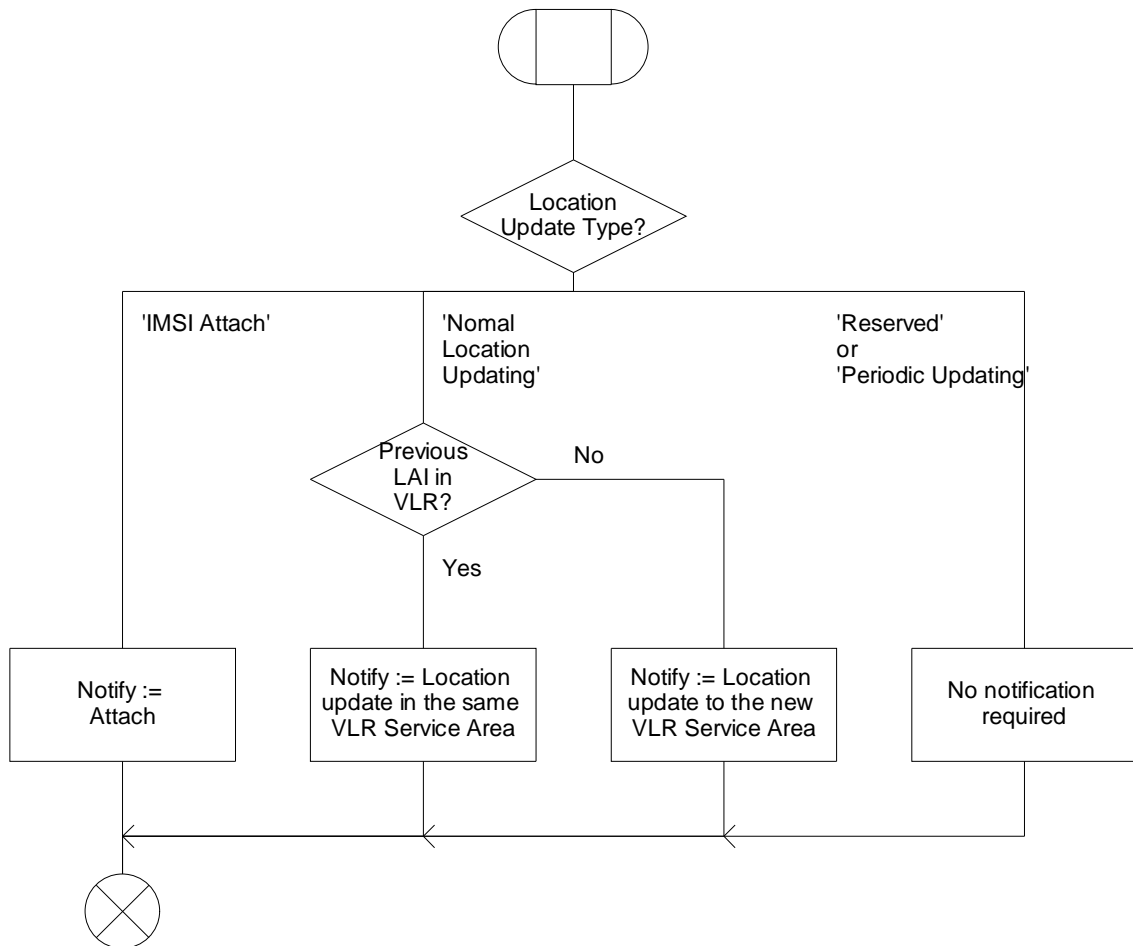 Location
Update Type?
'IMSI Attach'
'Nomal
Location
Updating'
'Reserved'
or
'Periodic Updating'
Previous
LAI in
VLR?
No
Yes
Notify :=
Attach
Notify := Location
update in the same
VLR Service Area
Notify := Location
update to the new
VLR Service Area
No notification
required